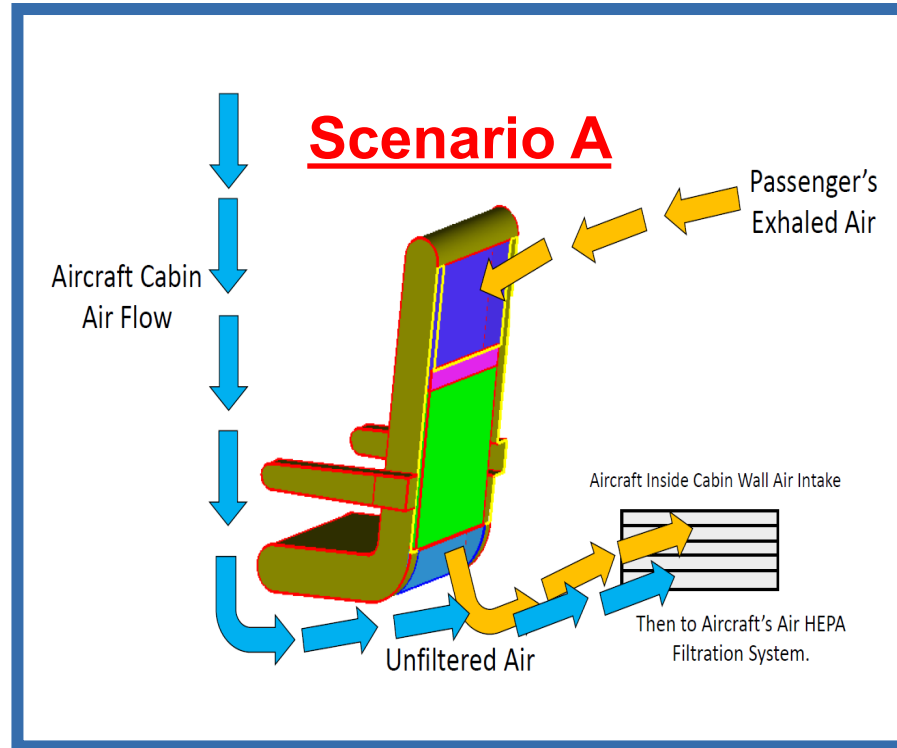 Scenario A
Passenger's
Exhaled Air
Aircraft Cabin
Air Flow
Aircraft Inside Cabin Wall Air Intake
Then to Aircraft's Air HEPA
Filtration System.
Unfiltered Air